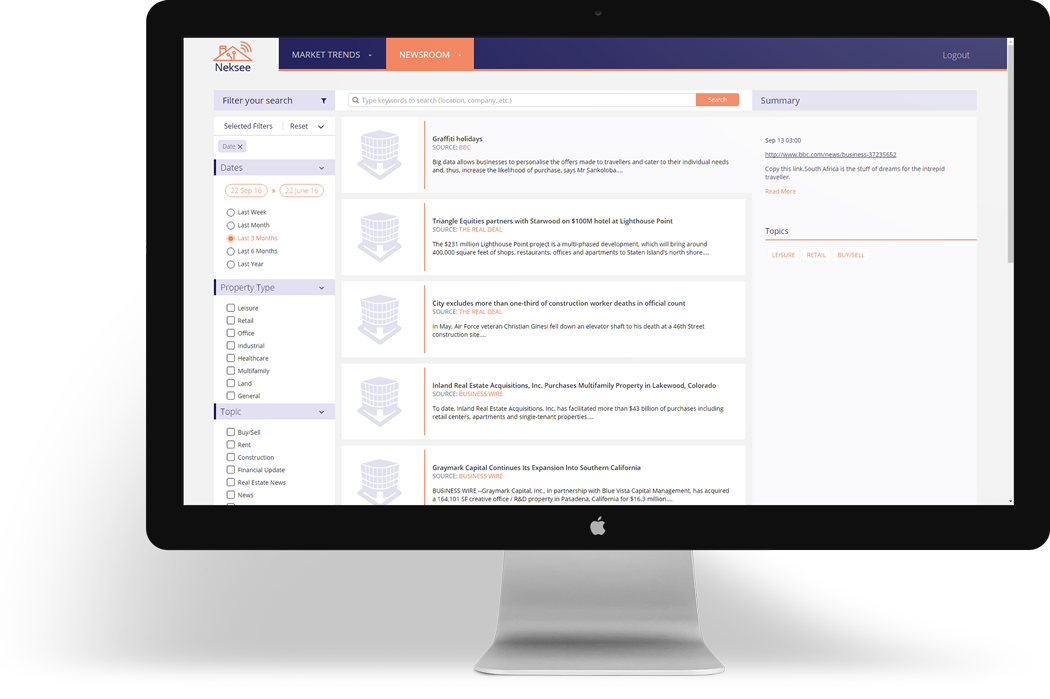 Neksee
MARKET TRENDS
NEWSROOM
Logout
Filter your search
Type keywords to search (location, company, etc.)
Search
Summary
Selected Filters
Reset
Date ✕
Dates
22 Sep 16 » 22 June 16
Last Week
Last Month
Last 3 Months
Last 6 Months
Last Year
Property Type
Leisure
Retail
Office
Industrial
Healthcare
Multifamily
Land
General
Topic
Buy/Sell
Rent
Construction
Financial Update
Real Estate News
News
Graffiti holidays
SOURCE: BBC
Big data allows businesses to personalise the offers made to travellers and cater to their individual needs
and, thus, increase the likelihood of purchase, says Mr Sankoloba....
Triangle Equities partners with Starwood on $100M hotel at Lighthouse Point
SOURCE: THE REAL DEAL
The $231 million Lighthouse Point project is a multi-phased development, which will bring around
400,000 square feet of shops, restaurants, offices and apartments to Staten Island's north shore....
City excludes more than one-third of construction worker deaths in official count
SOURCE: THE REAL DEAL
In May, Air Force veteran Christian Ginesi fell down an elevator shaft to his death at a 46th Street
construction site....
Inland Real Estate Acquisitions, Inc. Purchases Multifamily Property in Lakewood, Colorado
SOURCE: BUSINESS WIRE
To date, Inland Real Estate Acquisitions, Inc. has facilitated more than $43 billion of purchases including
retail centers, apartments and single-tenant properties....
Graymark Capital Continues Its Expansion Into Southern California
SOURCE: BUSINESS WIRE
BUSINESS WIRE --Graymark Capital, Inc., in partnership with Blue Vista Capital Management, has acquired
a 164,101 SF creative office / R&D property in Pasadena, California for $16.3 million....
Sep 13 03:00
http://www.bbc.com/news/business-37235652
Copy this link.South Africa is the stuff of dreams for the intrepid
traveller.
Read More
Topics
LEISURE RETAIL BUY/SELL